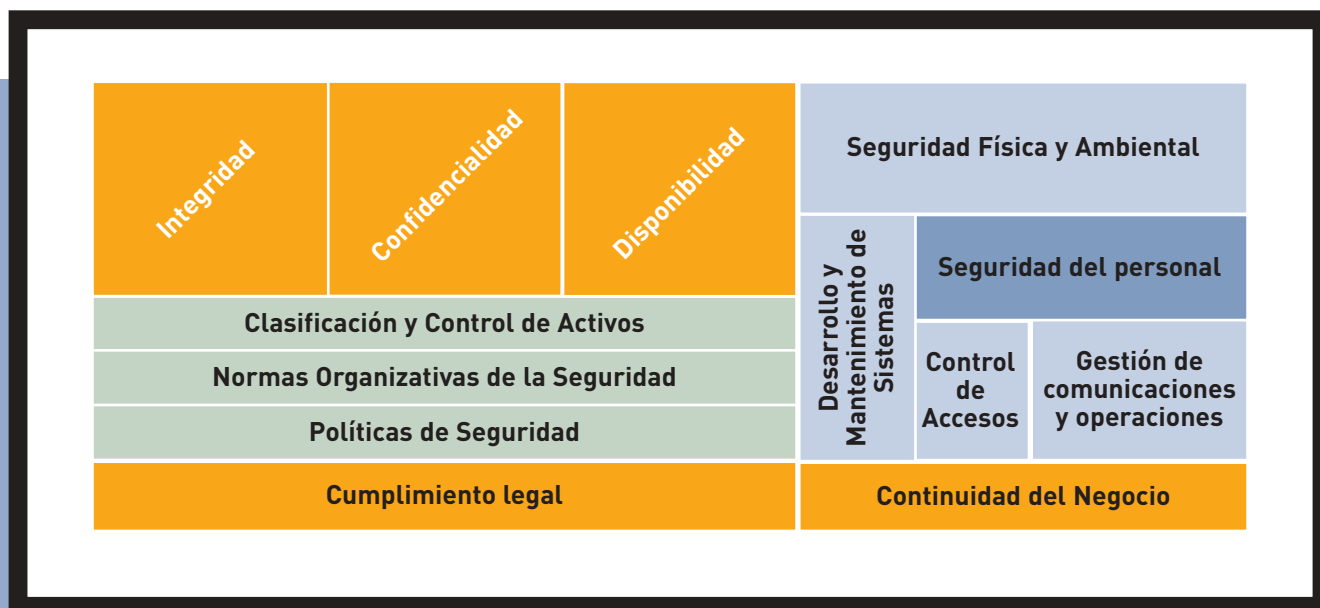 Integridad
Confidencialidad
Disponibilidad
Clasificación y Control de Activos
Normas Organizativas de la Seguridad
Políticas de Seguridad
Cumplimiento legal
Seguridad Física y Ambiental
Desarrollo y
Mantenimiento de
Sistemas
Seguridad del personal
Control
de
Accesos
Gestión de
comunicaciones
y operaciones
Continuidad del Negocio